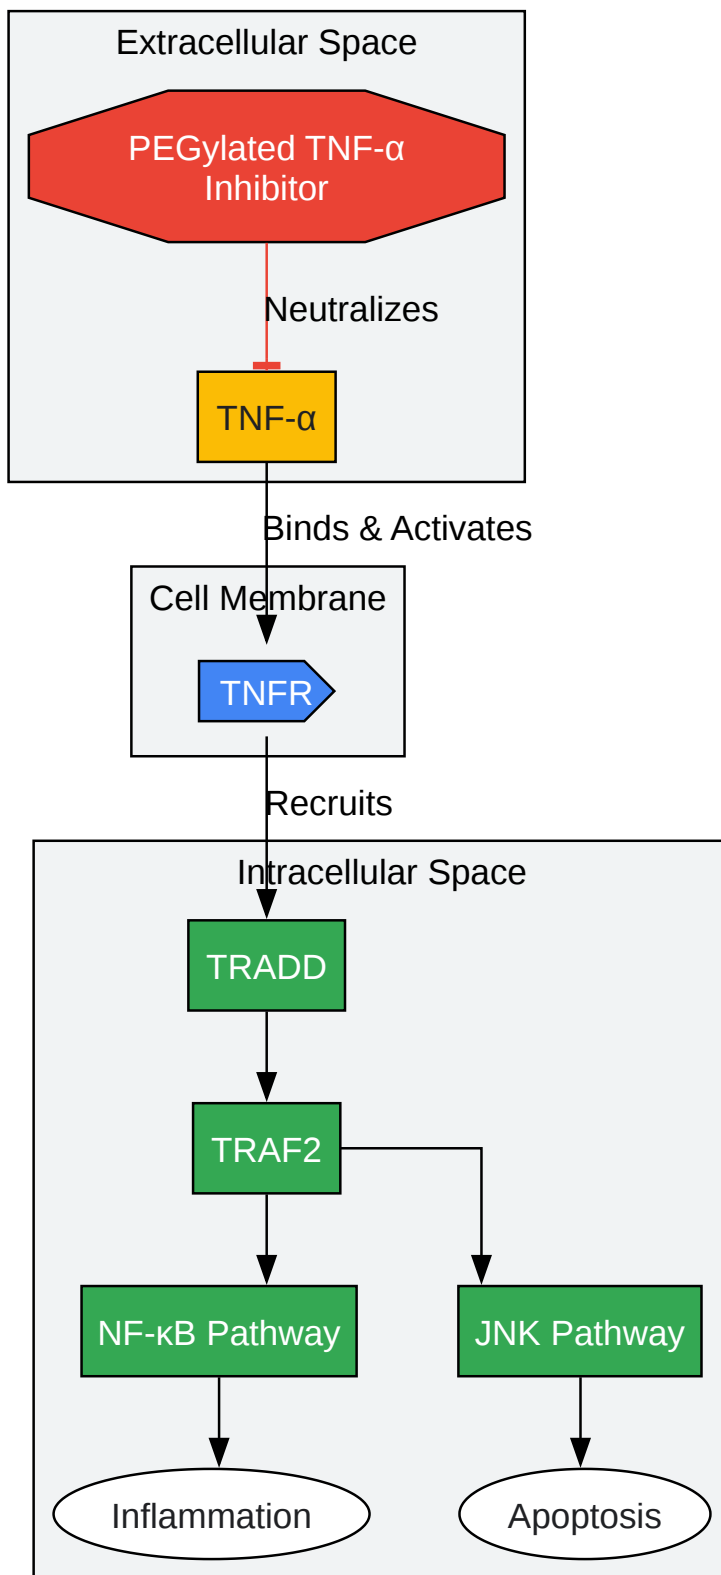 Extracellular Space
PEGylated TNF-α
Inhibitor
Neutralizes
TNF-α
Binds & Activates
Cell Membrane
TNFR
Recruits
Intracellular Space
TRADD
TRAF2
NF-κB Pathway
JNK Pathway
Inflammation
Apoptosis